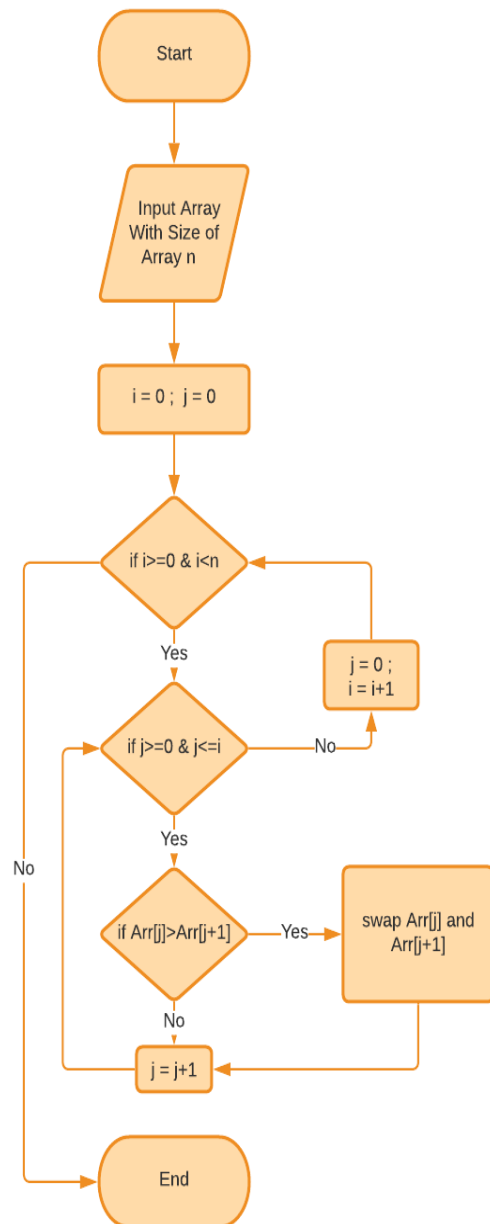 Start
Input Array
With Size of
Array n
i = 0 ;  j = 0
if i>=0 & i<n
Yes
j = 0 ;
i = i+1
if j>=0 & j<=i
No
Yes
No
if Arr[j]>Arr[j+1]
Yes
swap Arr[j] and
Arr[j+1]
No
j = j+1
End